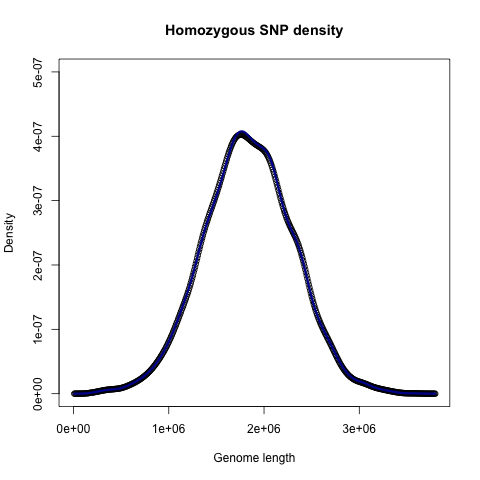 Homozygous SNP density
Density
5e-07
4e-07
3e-07
2e-07
1e-07
0e+00
0e+00 1e+06 2e+06 3e+06
Genome length